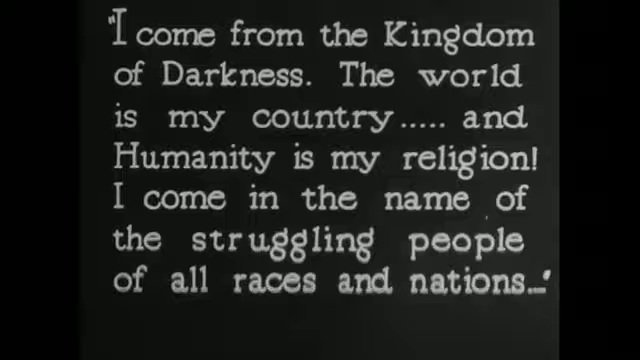 "I come from the Kingdom
of Darkness. The world
is my country..... and
Humanity is my religion!
I come in the name of
the struggling people
of all races and nations..."